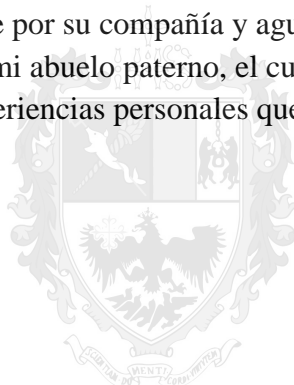 e por su compañía y agu
mi abuelo paterno, el cu
eriencias personales que